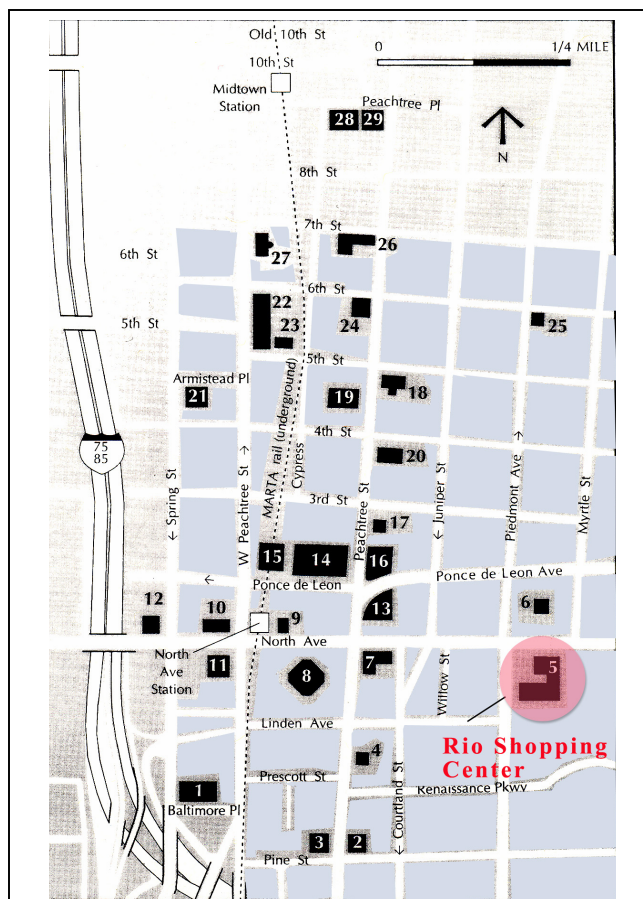 Old 10th St
0 1/4 MILE
10th St
Midtown
Station
Peachtree Pl
28 29
N
8th St
7th St
6th St
27
26
6th St
22
5th St
23
24
25
5th St
Armistead Pl
21
19
18
MARTA rail (underground)
Cypress
4th St
75
85
20
← Spring St
W Peachtree St →
Peachtree St
← Juniper St
Piedmont Ave →
Myrtle St
3rd St
17
15
14
16
←
Ponce de Leon
Ponce de Leon Ave
12
10
9
13
6
North
Ave
Station
North Ave
11
8
7
5
Willow St
Linden Ave
Rio Shopping
Center
4
Prescott St
Renaissance Pkwy
1
Baltimore Pl
← Courtland St
3
2
Pine St